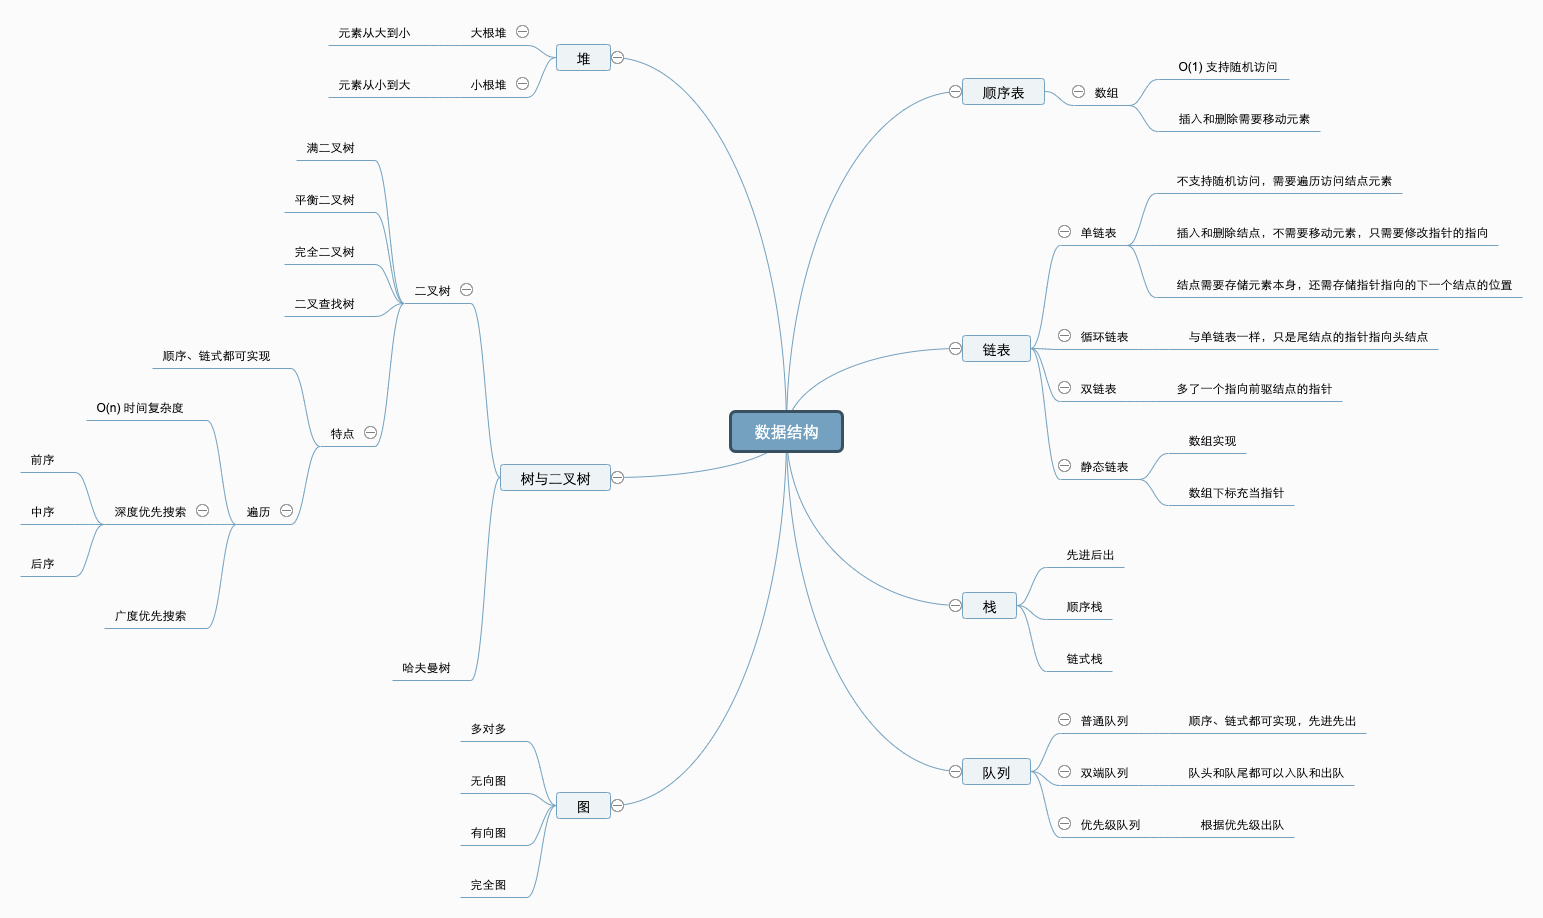 数据结构
顺序表
数组
O(1) 支持随机访问
插入和删除需要移动元素
链表
单链表
不支持随机访问，需要遍历访问结点元素
插入和删除结点，不需要移动元素，只需要修改指针的指向
结点需要存储元素本身，还需存储指针指向的下一个结点的位置
循环链表
与单链表一样，只是尾结点的指针指向头结点
双链表
多了一个指向前驱结点的指针
静态链表
数组实现
数组下标充当指针
栈
先进后出
顺序栈
链式栈
队列
普通队列
顺序、链式都可实现，先进先出
双端队列
队头和队尾都可以入队和出队
优先级队列
根据优先级出队
堆
大根堆
元素从大到小
小根堆
元素从小到大
树与二叉树
二叉树
满二叉树
平衡二叉树
完全二叉树
二叉查找树
特点
顺序、链式都可实现
遍历
O(n) 时间复杂度
深度优先搜索
前序
中序
后序
广度优先搜索
哈夫曼树
图
多对多
无向图
有向图
完全图